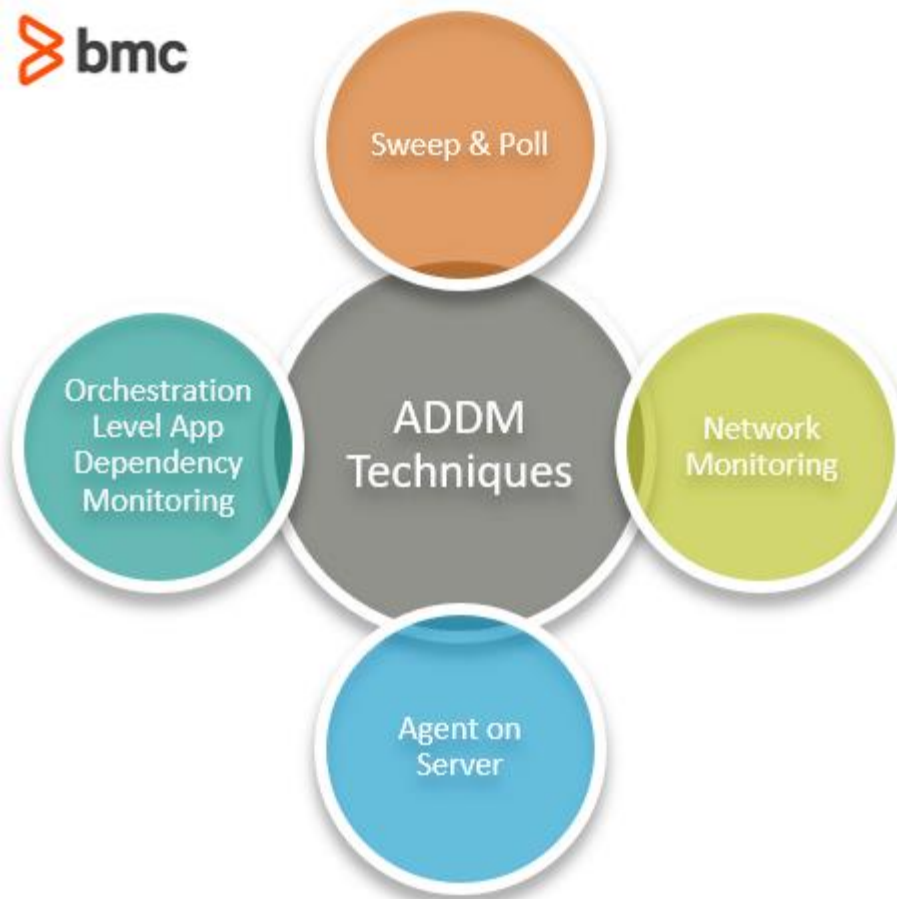 bmc
Sweep & Poll
Orchestration
Level App
Dependency
Monitoring
ADDM
Techniques
Network
Monitoring
Agent on
Server